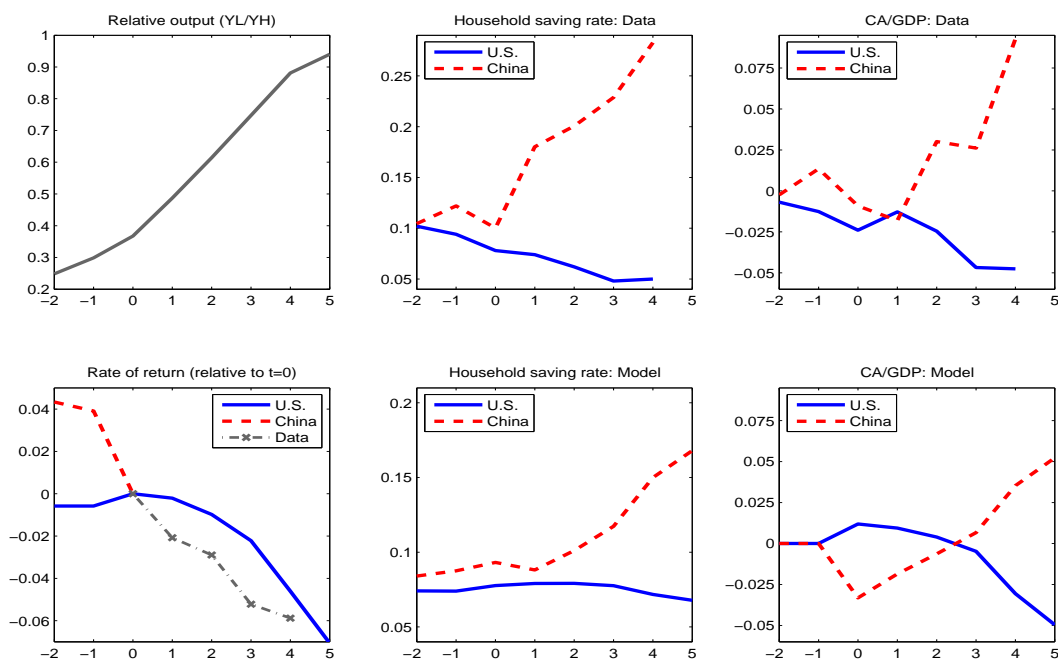 Relative output (YL/YH)
1
0.9
0.8
0.7
0.6
0.5
0.4
0.3
0.2
−2 −1 0 1 2 3 4 5
Household saving rate: Data
U.S.
China
0.25
0.2
0.15
0.1
0.05
−2 −1 0 1 2 3 4 5
CA/GDP: Data
U.S.
China
0.075
0.05
0.025
0
−0.025
−0.05
−2 −1 0 1 2 3 4 5
Rate of return (relative to t=0)
U.S.
China
Data
0.04
0.02
0
−0.02
−0.04
−0.06
−2 −1 0 1 2 3 4 5
Household saving rate: Model
U.S.
China
0.2
0.15
0.1
0.05
−2 −1 0 1 2 3 4 5
CA/GDP: Model
U.S.
China
0.075
0.05
0.025
0
−0.025
−0.05
−2 −1 0 1 2 3 4 5